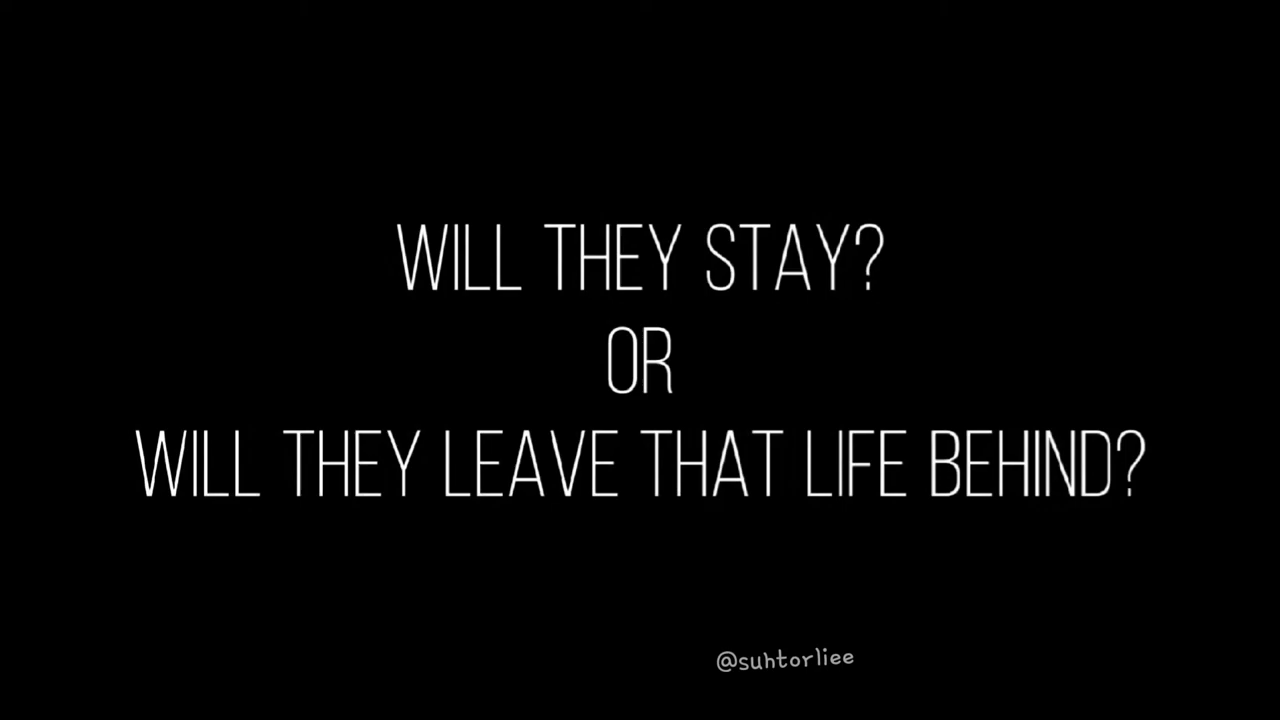 WILL THEY STAY?
OR
WILL THEY LEAVE THAT LIFE BEHIND?
@suhtorliee